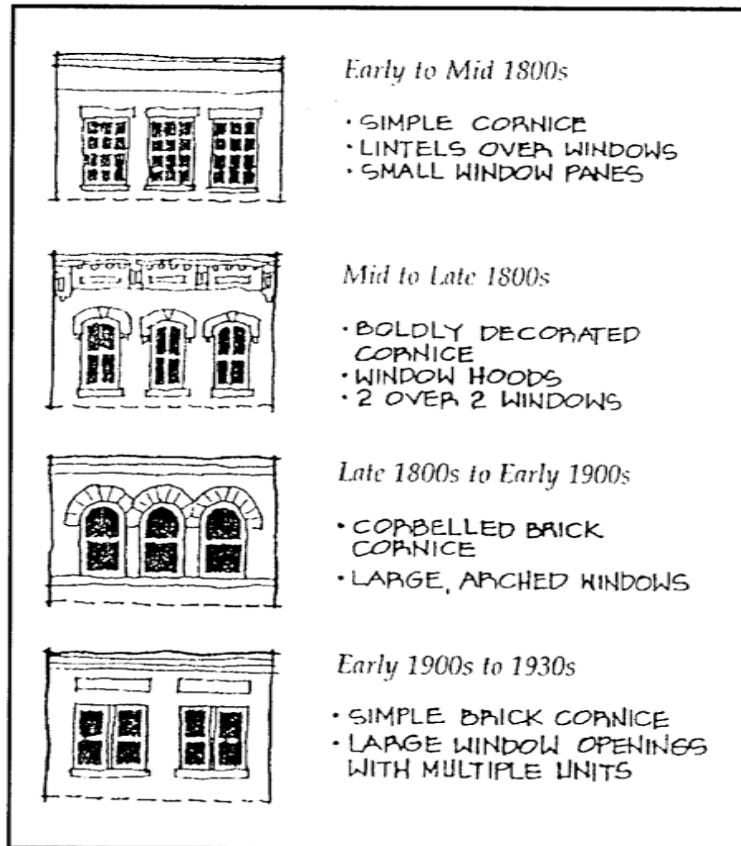 Early to Mid 1800s
· SIMPLE CORNICE
· LINTELS OVER WINDOWS
· SMALL WINDOW PANES
Mid to Late 1800s
· BOLDLY DECORATED
CORNICE
· WINDOW HOODS
· 2 OVER 2 WINDOWS
Late 1800s to Early 1900s
· CORBELLED BRICK
CORNICE
· LARGE, ARCHED WINDOWS
Early 1900s to 1930s
· SIMPLE BRICK CORNICE
· LARGE WINDOW OPENINGS
WITH MULTIPLE UNITS